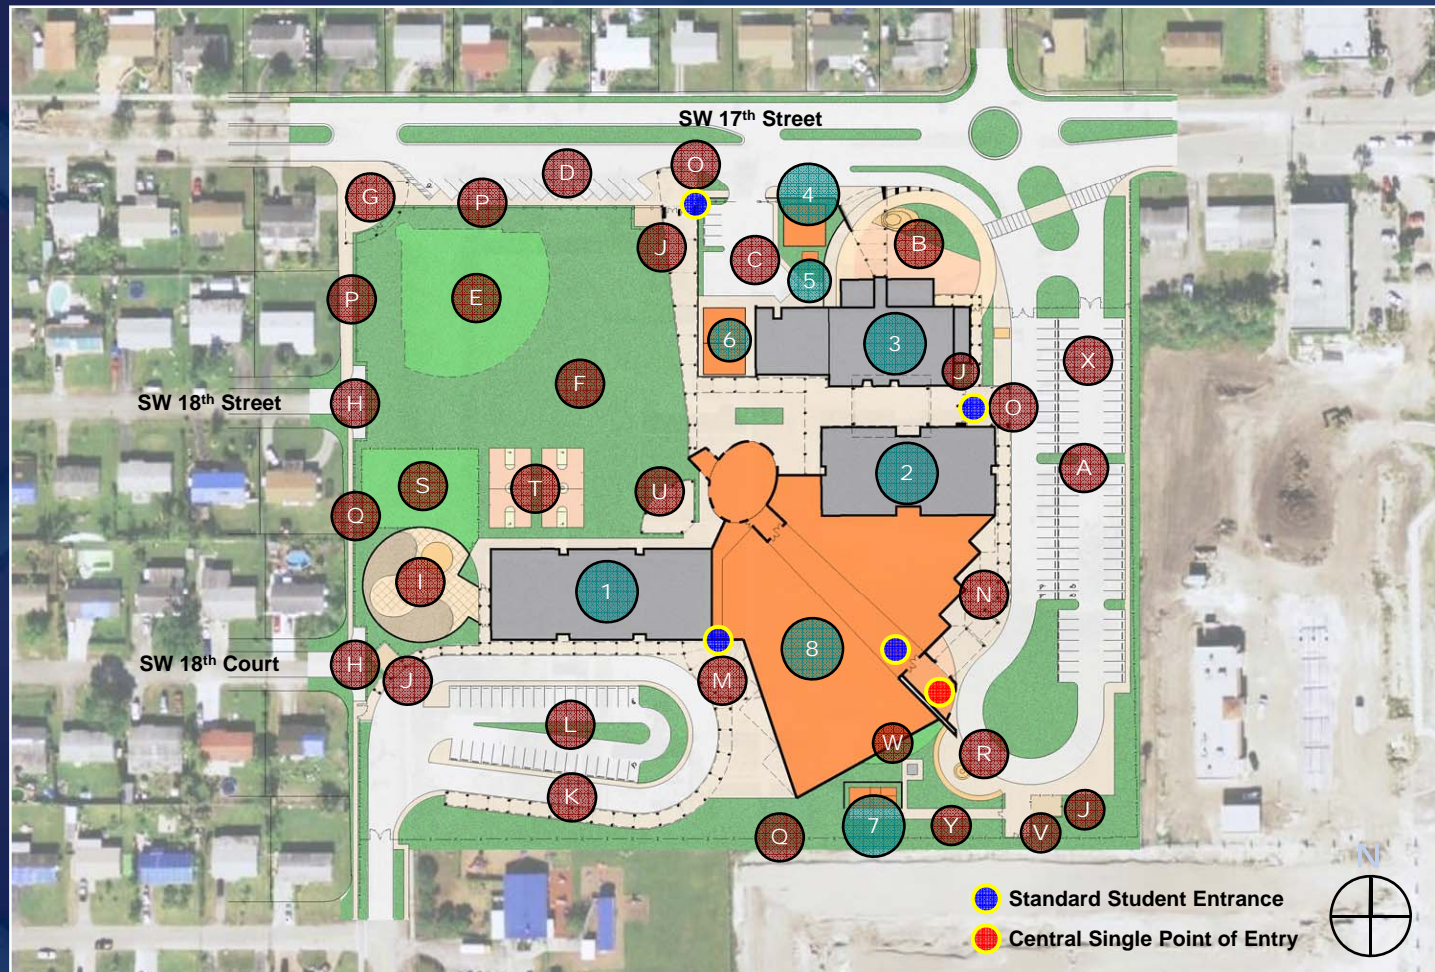 SW 17th Street
O
D
4
G
P
B
J
C
5
E
P
6
3
X
J
F
SW 18th Street
H
O
A
2
S
T
U
Q
I
1
N
8
SW 18th Court
H
J
M
L
W
R
K
J
7
Y
V
Q
N
Standard Student Entrance
Central Single Point of Entry